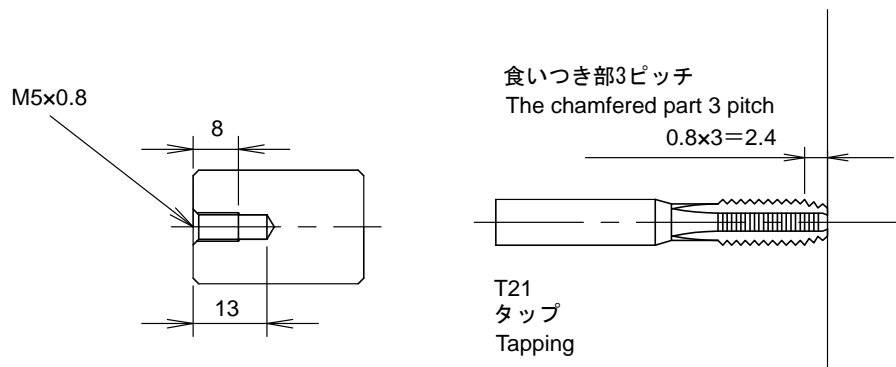 M5×0.8
8
13
食いつき部3ピッチ
The chamfered part 3 pitch
0.8×3＝2.4
T21
タップ
Tapping